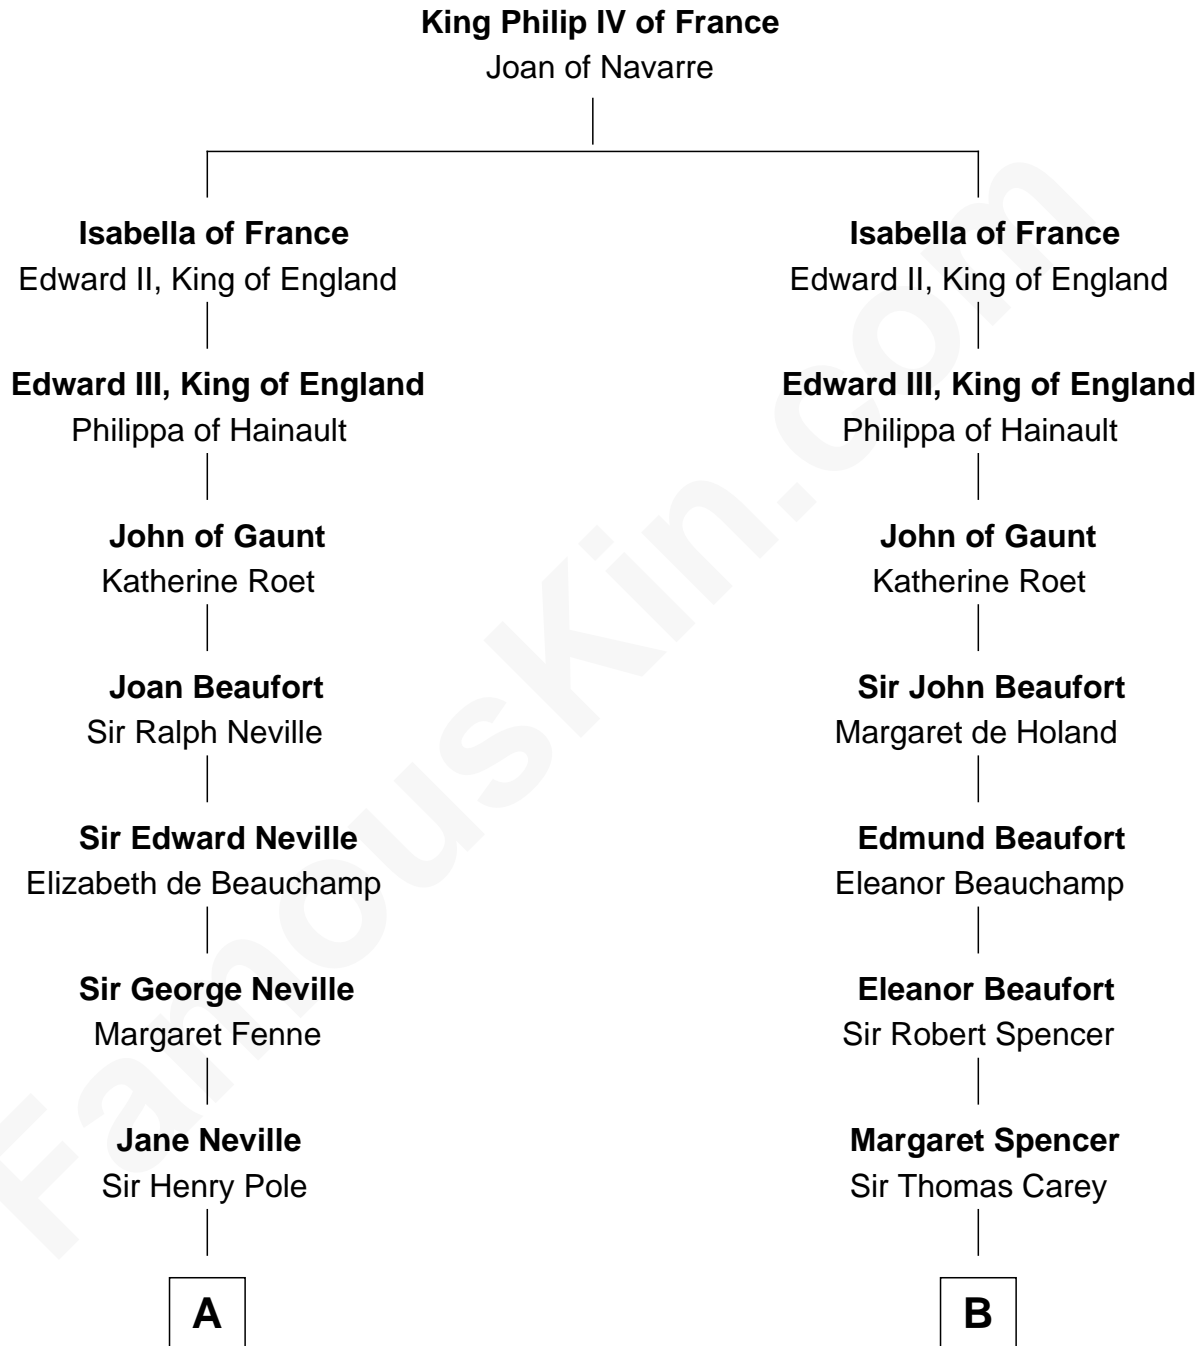 King Philip IV of France
Joan of Navarre
Isabella of France
Edward II, King of England
Edward III, King of England
Philippa of Hainault
John of Gaunt
Katherine Roet
Joan Beaufort
Sir Ralph Neville
Sir Edward Neville
Elizabeth de Beauchamp
Sir George Neville
Margaret Fenne
Jane Neville
Sir Henry Pole
A
Isabella of France
Edward II, King of England
Edward III, King of England
Philippa of Hainault
John of Gaunt
Katherine Roet
Sir John Beaufort
Margaret de Holand
Edmund Beaufort
Eleanor Beauchamp
Eleanor Beaufort
Sir Robert Spencer
Margaret Spencer
Sir Thomas Carey
B
FamousKin.com